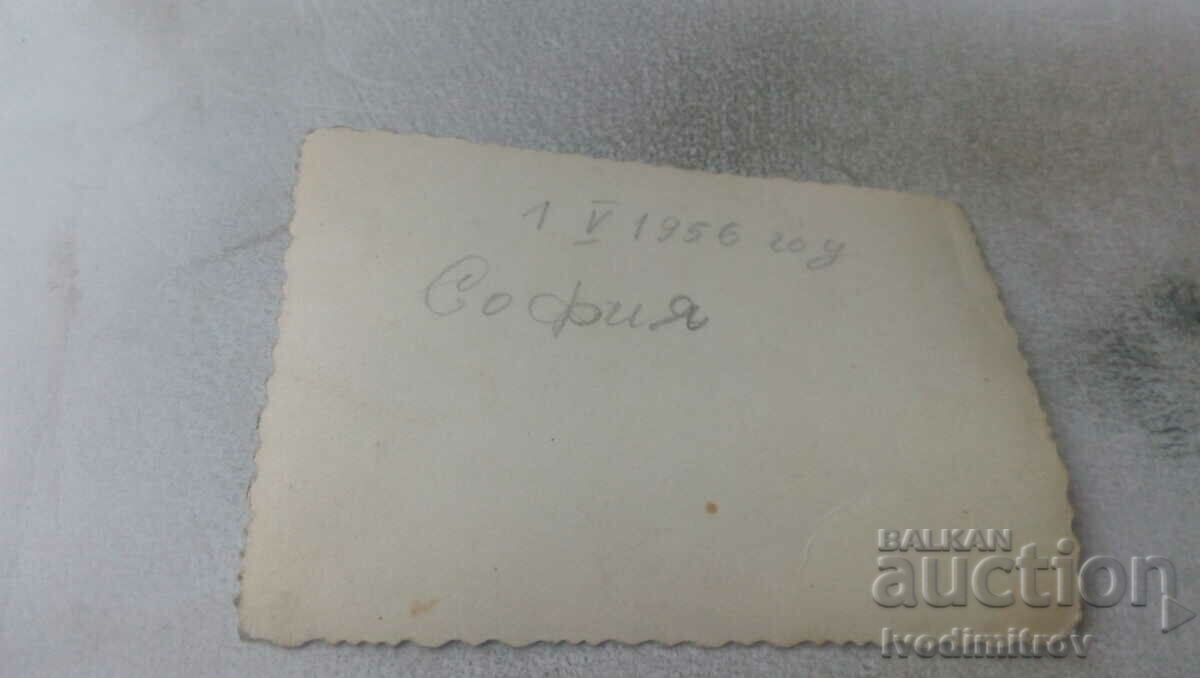 1 V 1956 год
София
BALKAN
auction
Ivodimitrov